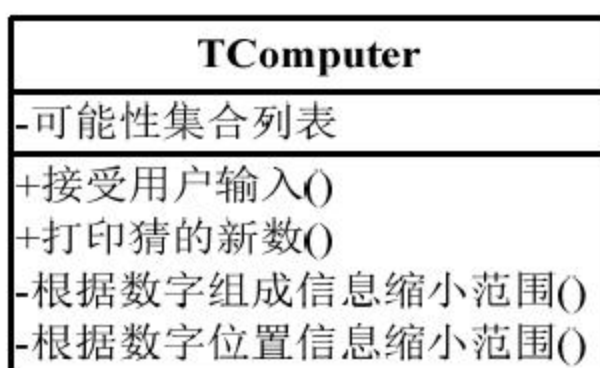 TComputer
-可能性集合列表
+接受用户输入()
+打印猜的新数()
-根据数字组成信息缩小范围()
-根据数字位置信息缩小范围()